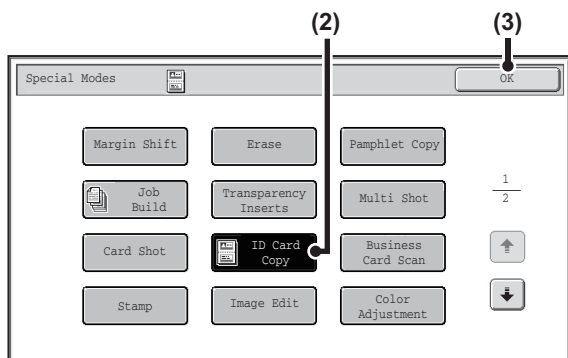 (2)
(3)
Special Modes
OK
Margin Shift
Erase
Pamphlet Copy
Job
Build
Transparency
Inserts
Multi Shot
1
2
Card Shot
ID Card
Copy
Business
Card Scan
Stamp
Image Edit
Color
Adjustment